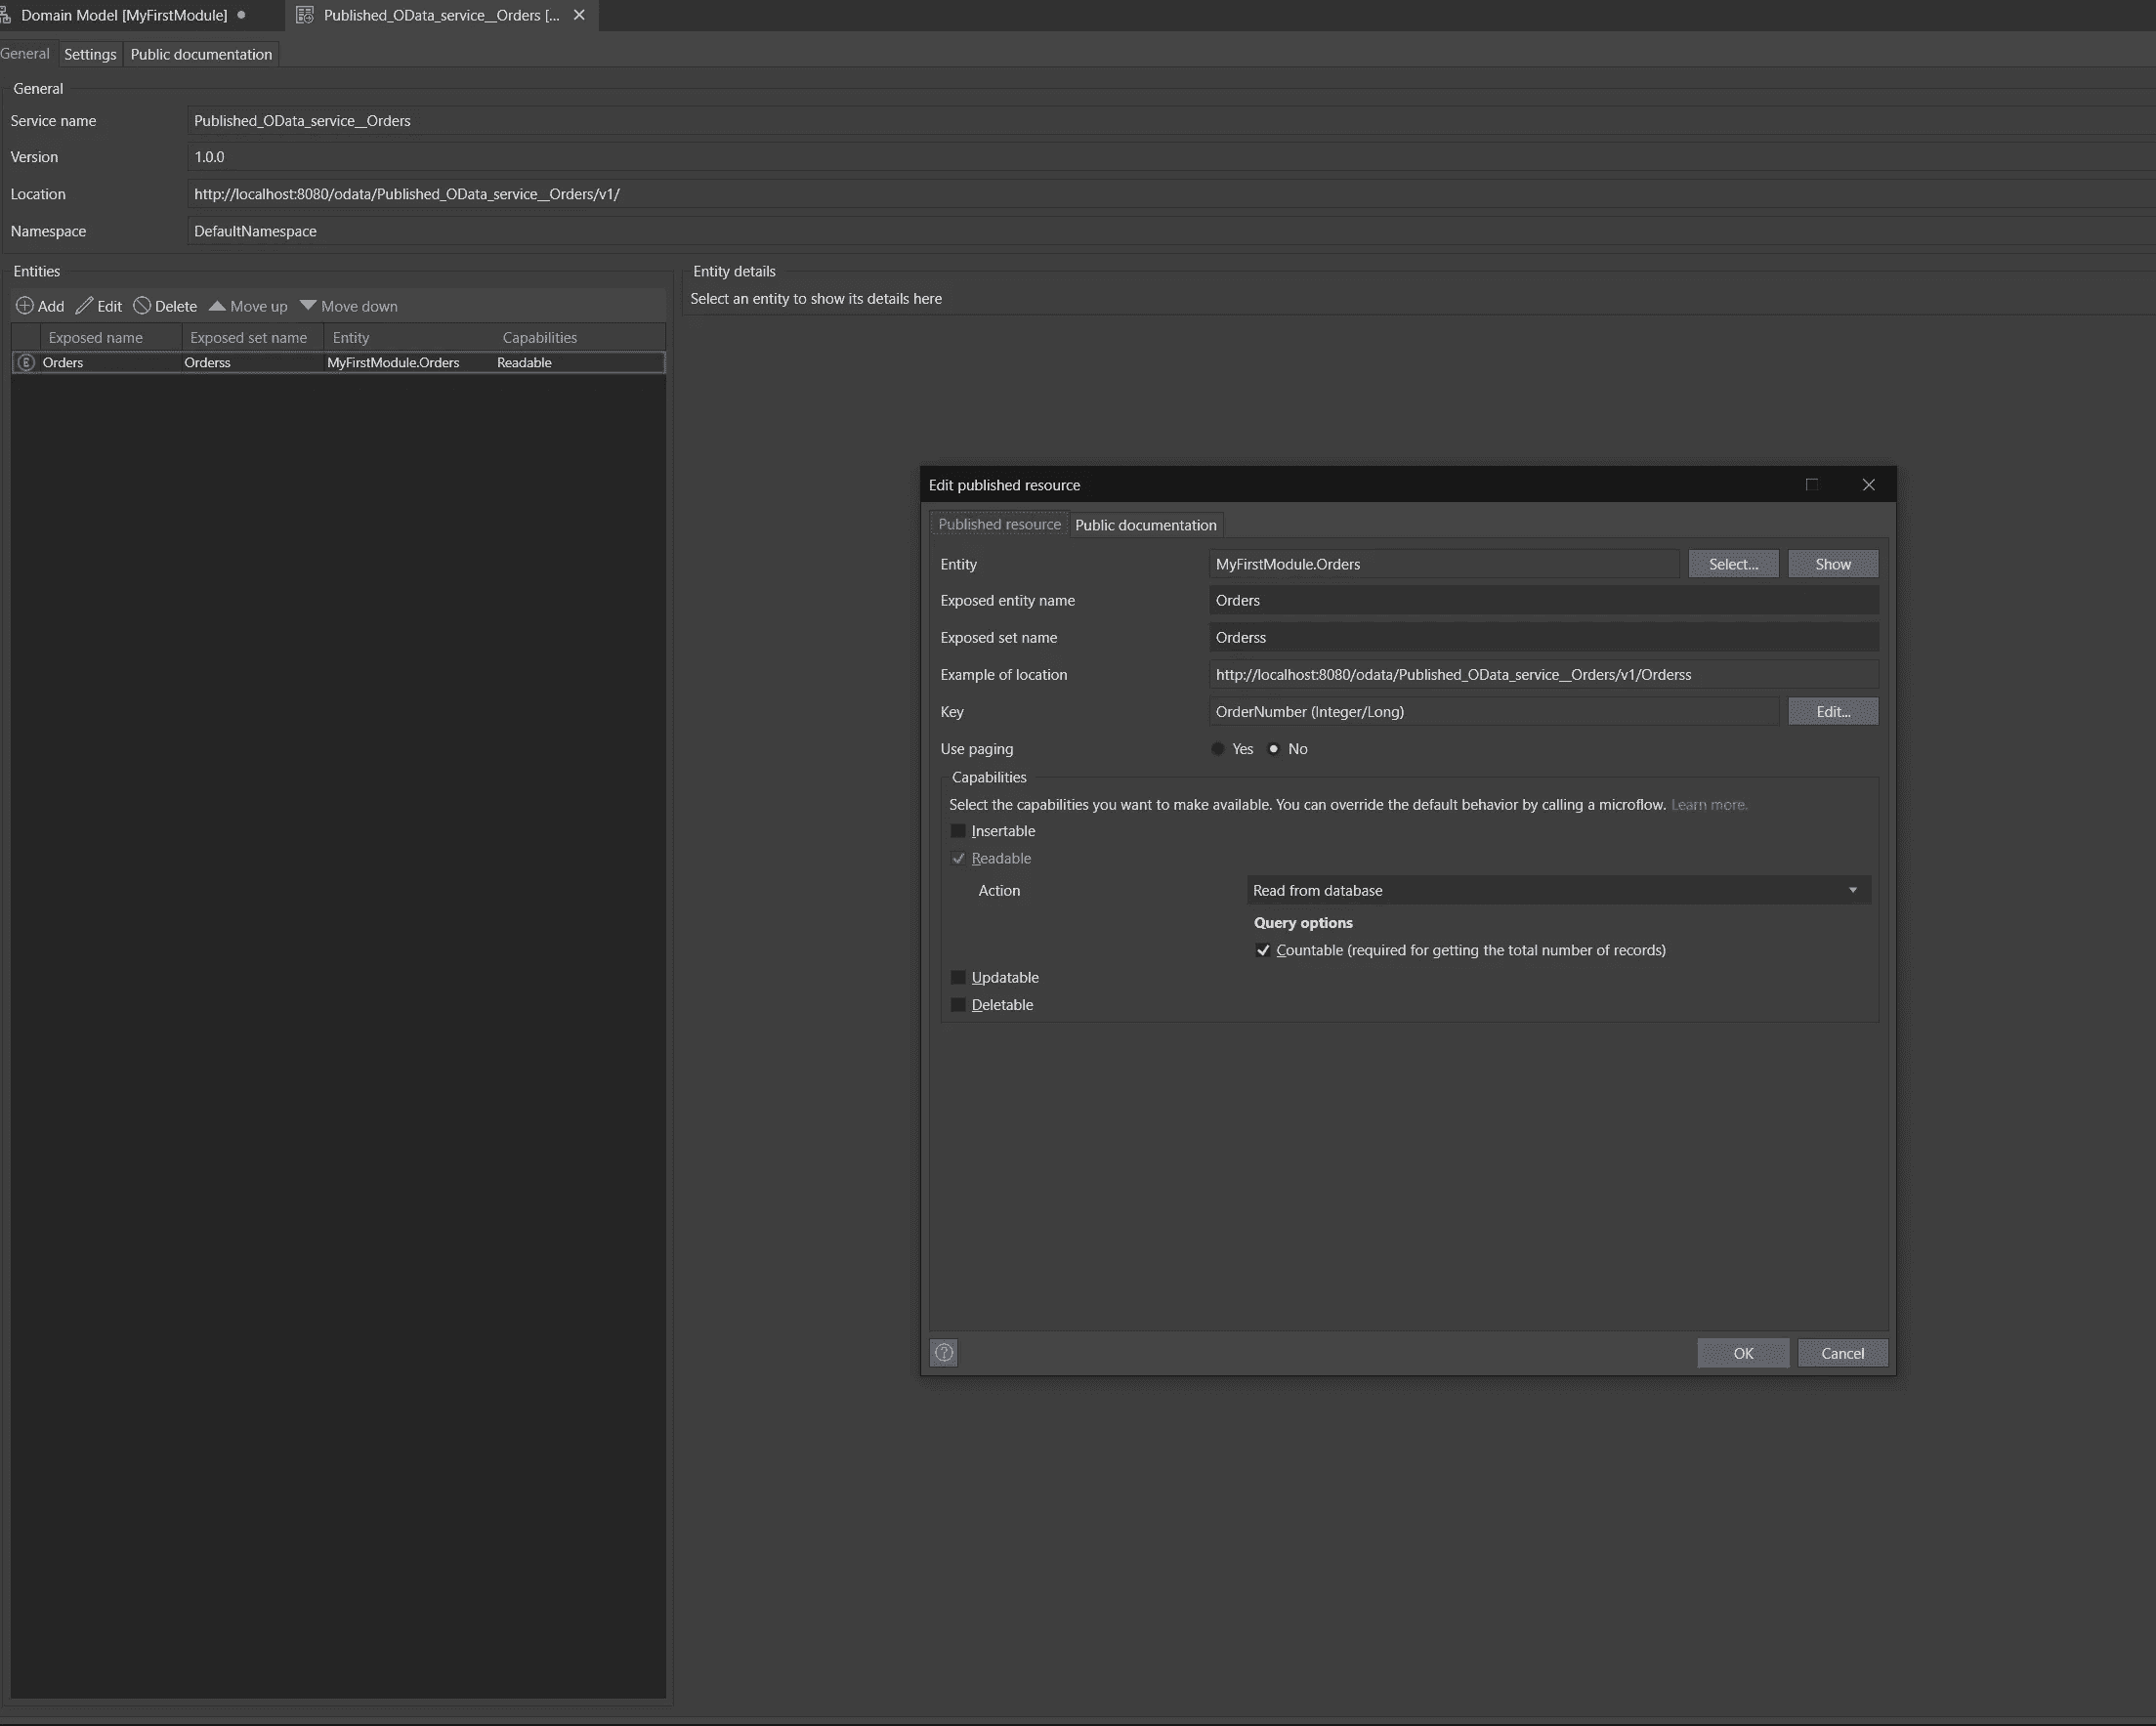 Domain Model [MyFirstModule]
Published_OData_service__Orders [...
General Settings Public documentation
General
Service name Published_OData_service__Orders
Version 1.0.0
Location http://localhost:8080/odata/Published_OData_service__Orders/v1/
Namespace DefaultNamespace
Entities
Add Edit Delete Move up Move down
Exposed name Exposed set name Entity Capabilities
Orders Orderss MyFirstModule.Orders Readable
Entity details
Select an entity to show its details here
Edit published resource
Published resource Public documentation
Entity MyFirstModule.Orders Select... Show
Exposed entity name Orders
Exposed set name Orderss
Example of location http://localhost:8080/odata/Published_OData_service__Orders/v1/Orderss
Key OrderNumber (Integer/Long) Edit...
Use paging Yes No
Capabilities
Select the capabilities you want to make available. You can override the default behavior by calling a microflow. Learn more.
Insertable
Readable
Action Read from database
Query options
Countable (required for getting the total number of records)
Updatable
Deletable
OK Cancel